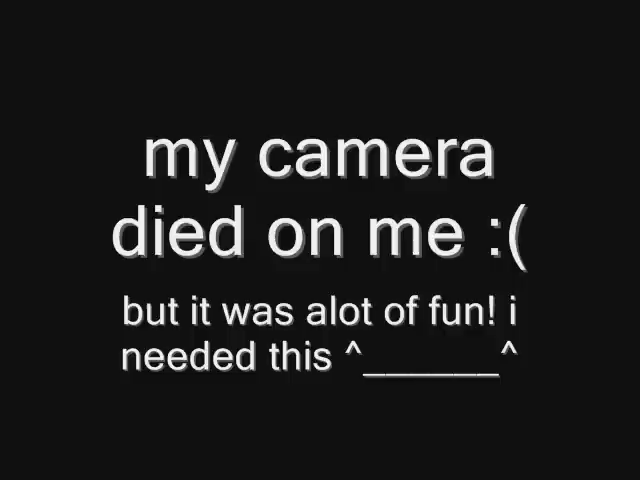 my camera
died on me :(
but it was alot of fun! i
needed this ^______^